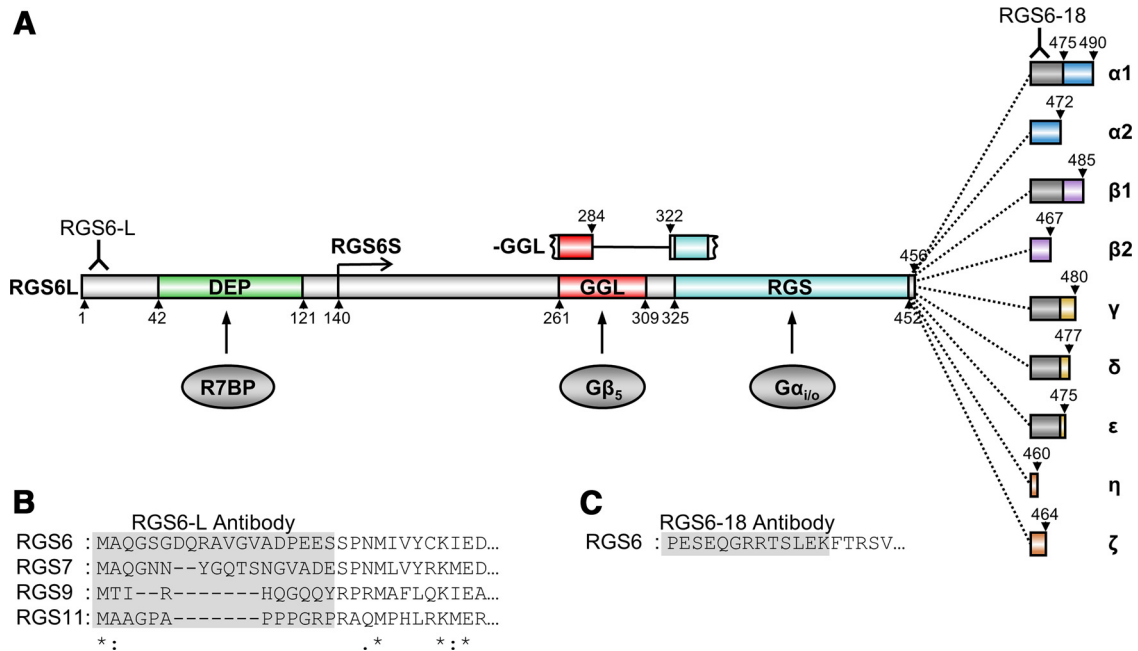 A
RGS6-18
475 490
α1
472
α2
485
β1
RGS6-L
284
322
467
β2
-GGL
RGS6S
456
RGS6L
DEP
GGL
RGS
480
γ
1
42
121
140
261
309
325
452
477
δ
R7BP
Gβ5
Gαi/o
475
ε
460
η
464
ζ
B
RGS6-L Antibody
RGS6 :MAQGSGDQRAVGVADPEESSPNMIVYCKIED...
RGS7 :MAQGNN--YGQTSNGVADESPNMLVYRKMED...
RGS9 :MTI--R-------HQGQQYRPRMAFLQKIEA...
RGS11:MAAGPA-------PPPGRPRAQMPHLRKMER...
*: .* *:*
C
RGS6-18 Antibody
RGS6 :PESEQGRRTSLEKFTRSV...